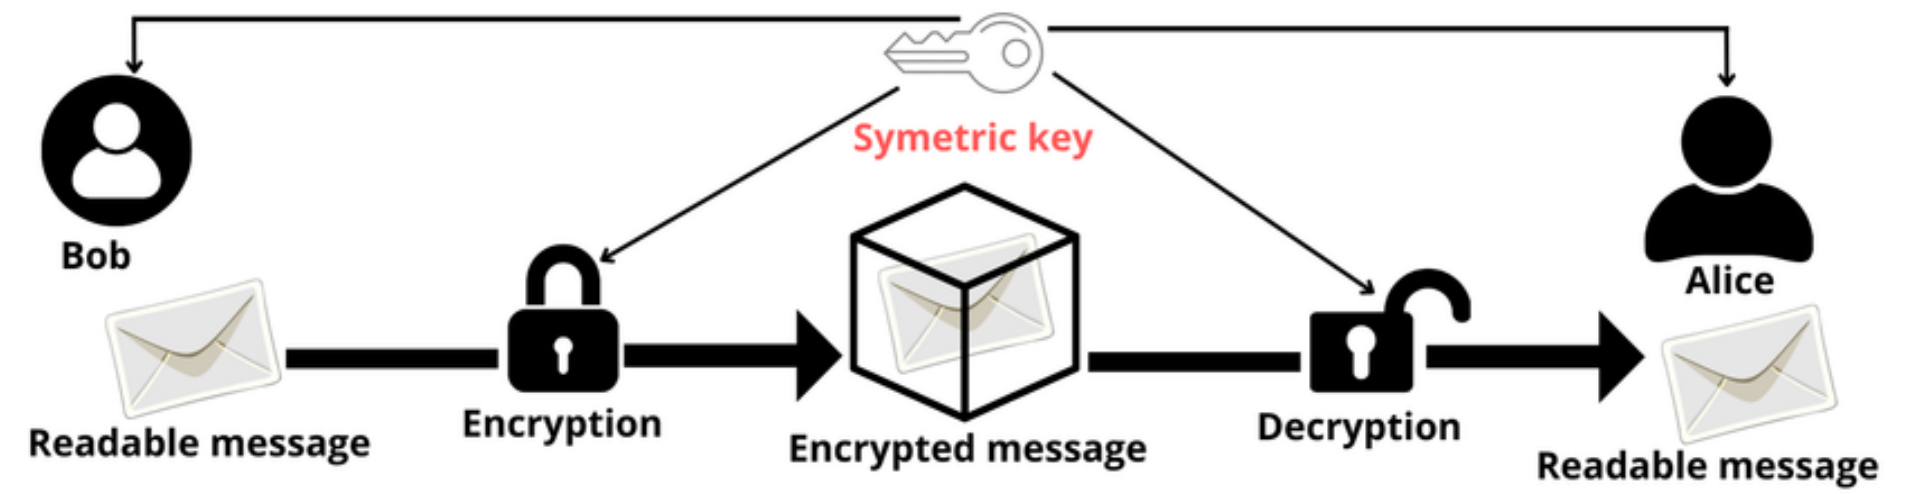 Symetric key
Bob
Alice
Encryption
Decryption
Readable message
Encrypted message
Readable message